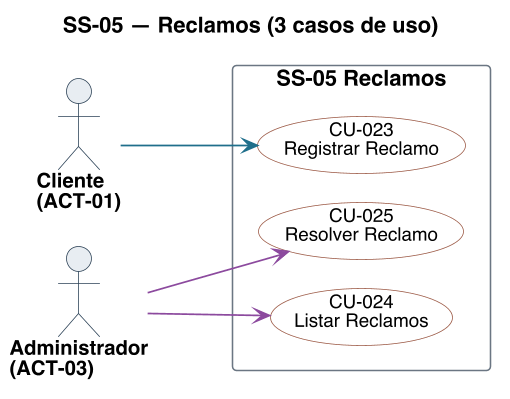 SS-05 — Reclamos (3 casos de uso)
SS-05 Reclamos
CU-023
Registrar Reclamo
Cliente
(ACT-01)
CU-025
Resolver Reclamo
CU-024
Listar Reclamos
Administrador
(ACT-03)